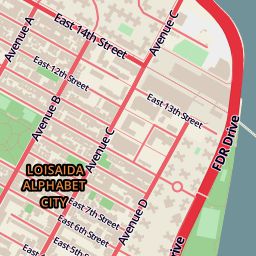 East 14th Street
Avenue C
Avenue A
East 12th Street
East 13th Street
Avenue B
Avenue C
FDR Drive
LOISAIDA
ALPHABET
CITY
Avenue D
East 7th Street
East 6th Street
East 5th Street
Drive